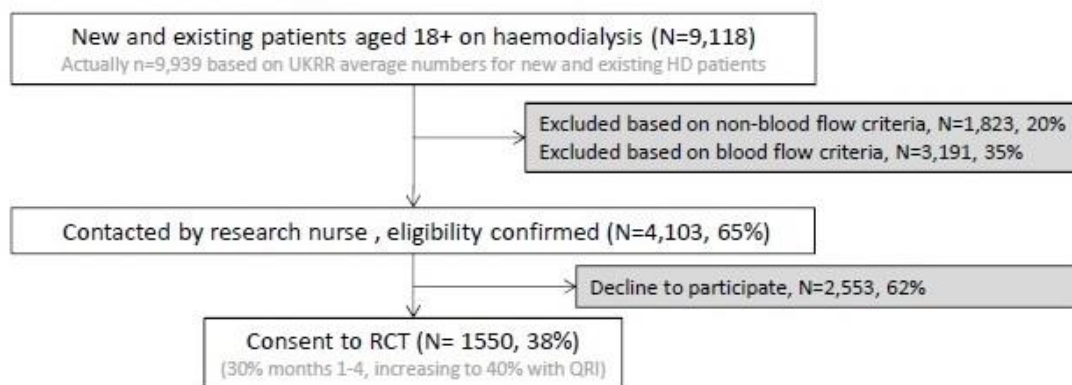 New and existing patients aged 18+ on haemodialysis (N=9,118)
Actually n=9,939 based on UKRR average numbers for new and existing HD patients
Excluded based on non-blood flow criteria, N=1,823, 20%
Excluded based on blood flow criteria, N=3,191, 35%
Contacted by research nurse , eligibility confirmed (N=4,103, 65%)
Decline to participate, N=2,553, 62%
Consent to RCT (N= 1550, 38%)
(30% months 1-4, increasing to 40% with QRI)